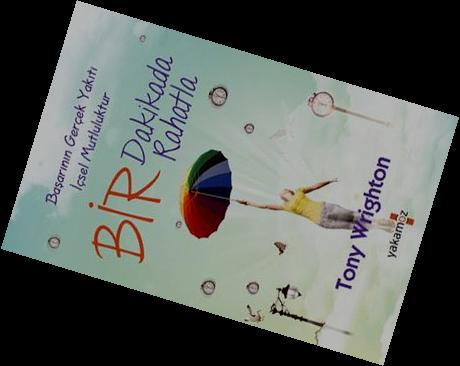 Başarının Gerçek Yakıtı
İçsel Mutluluktur
BİR
Dakikada
Rahatla
Tony Wrighton
yakamoz